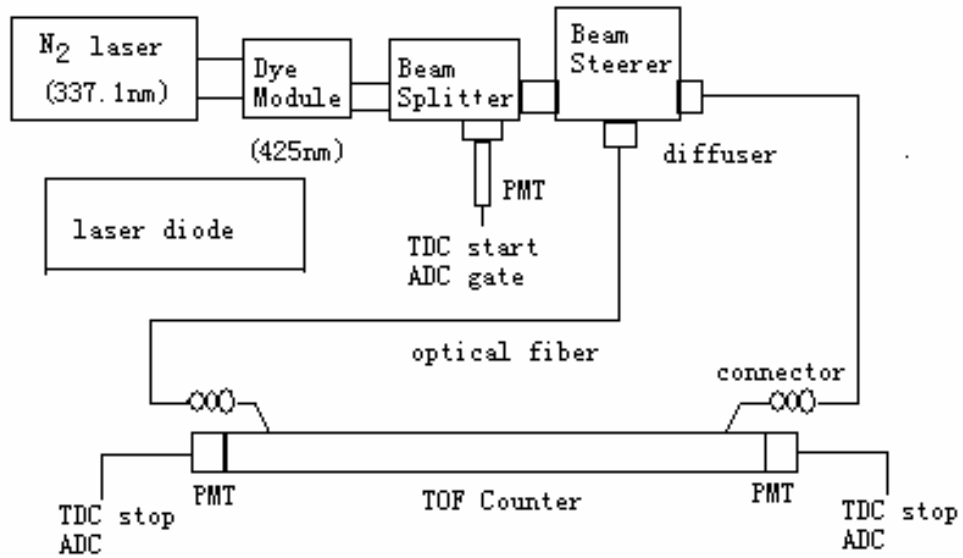 N2 laser
(337.1nm)
Dye
Module
(425nm)
Beam
Splitter
Beam
Steerer
diffuser
PMT
TDC start
ADC gate
laser diode
optical fiber
connector
PMT
TOF Counter
PMT
TDC stop
ADC
TDC stop
ADC